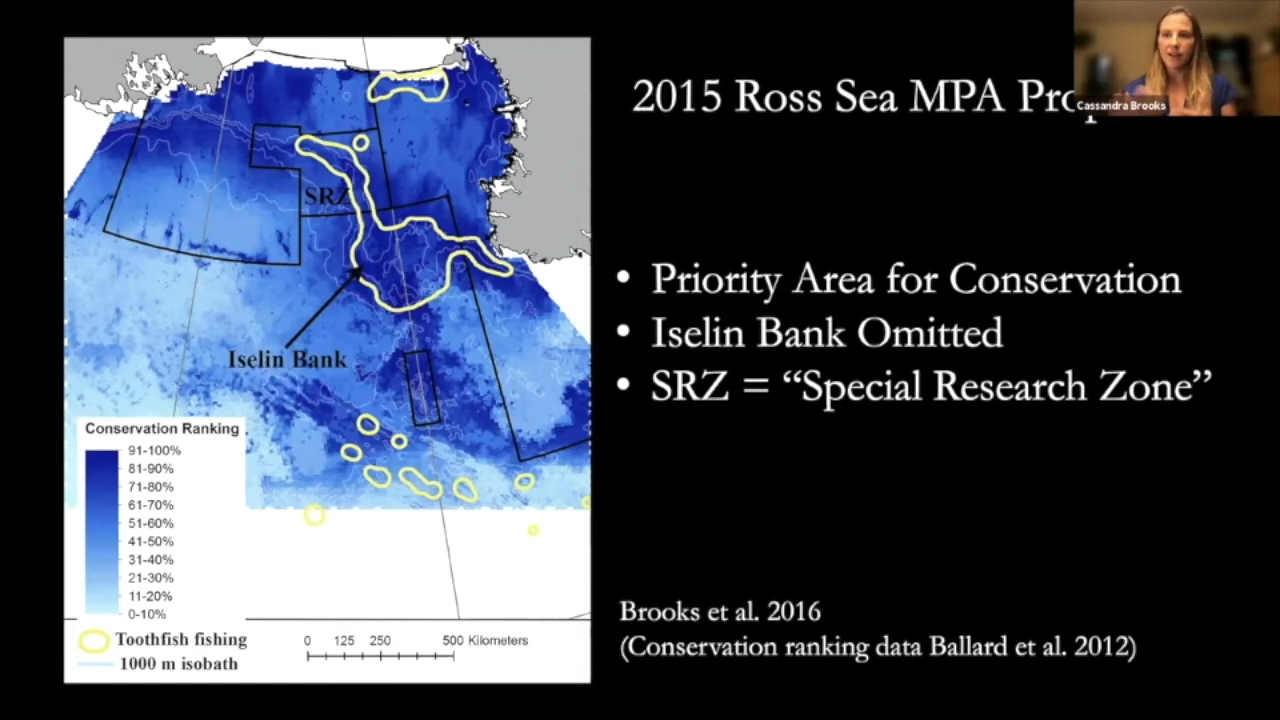 2015 Ross Sea MPA
Cassandra Brooks
SRZ
Iselin Bank
• Priority Area for Conservation
• Iselin Bank Omitted
• SRZ = “Special Research Zone”
Conservation Ranking
91-100%
81-90%
71-80%
61-70%
51-60%
41-50%
31-40%
21-30%
11-20%
0-10%
Toothfish fishing
1000 m isobath
0 125 250 500 Kilometers
Brooks et al. 2016
(Conservation ranking data Ballard et al. 2012)